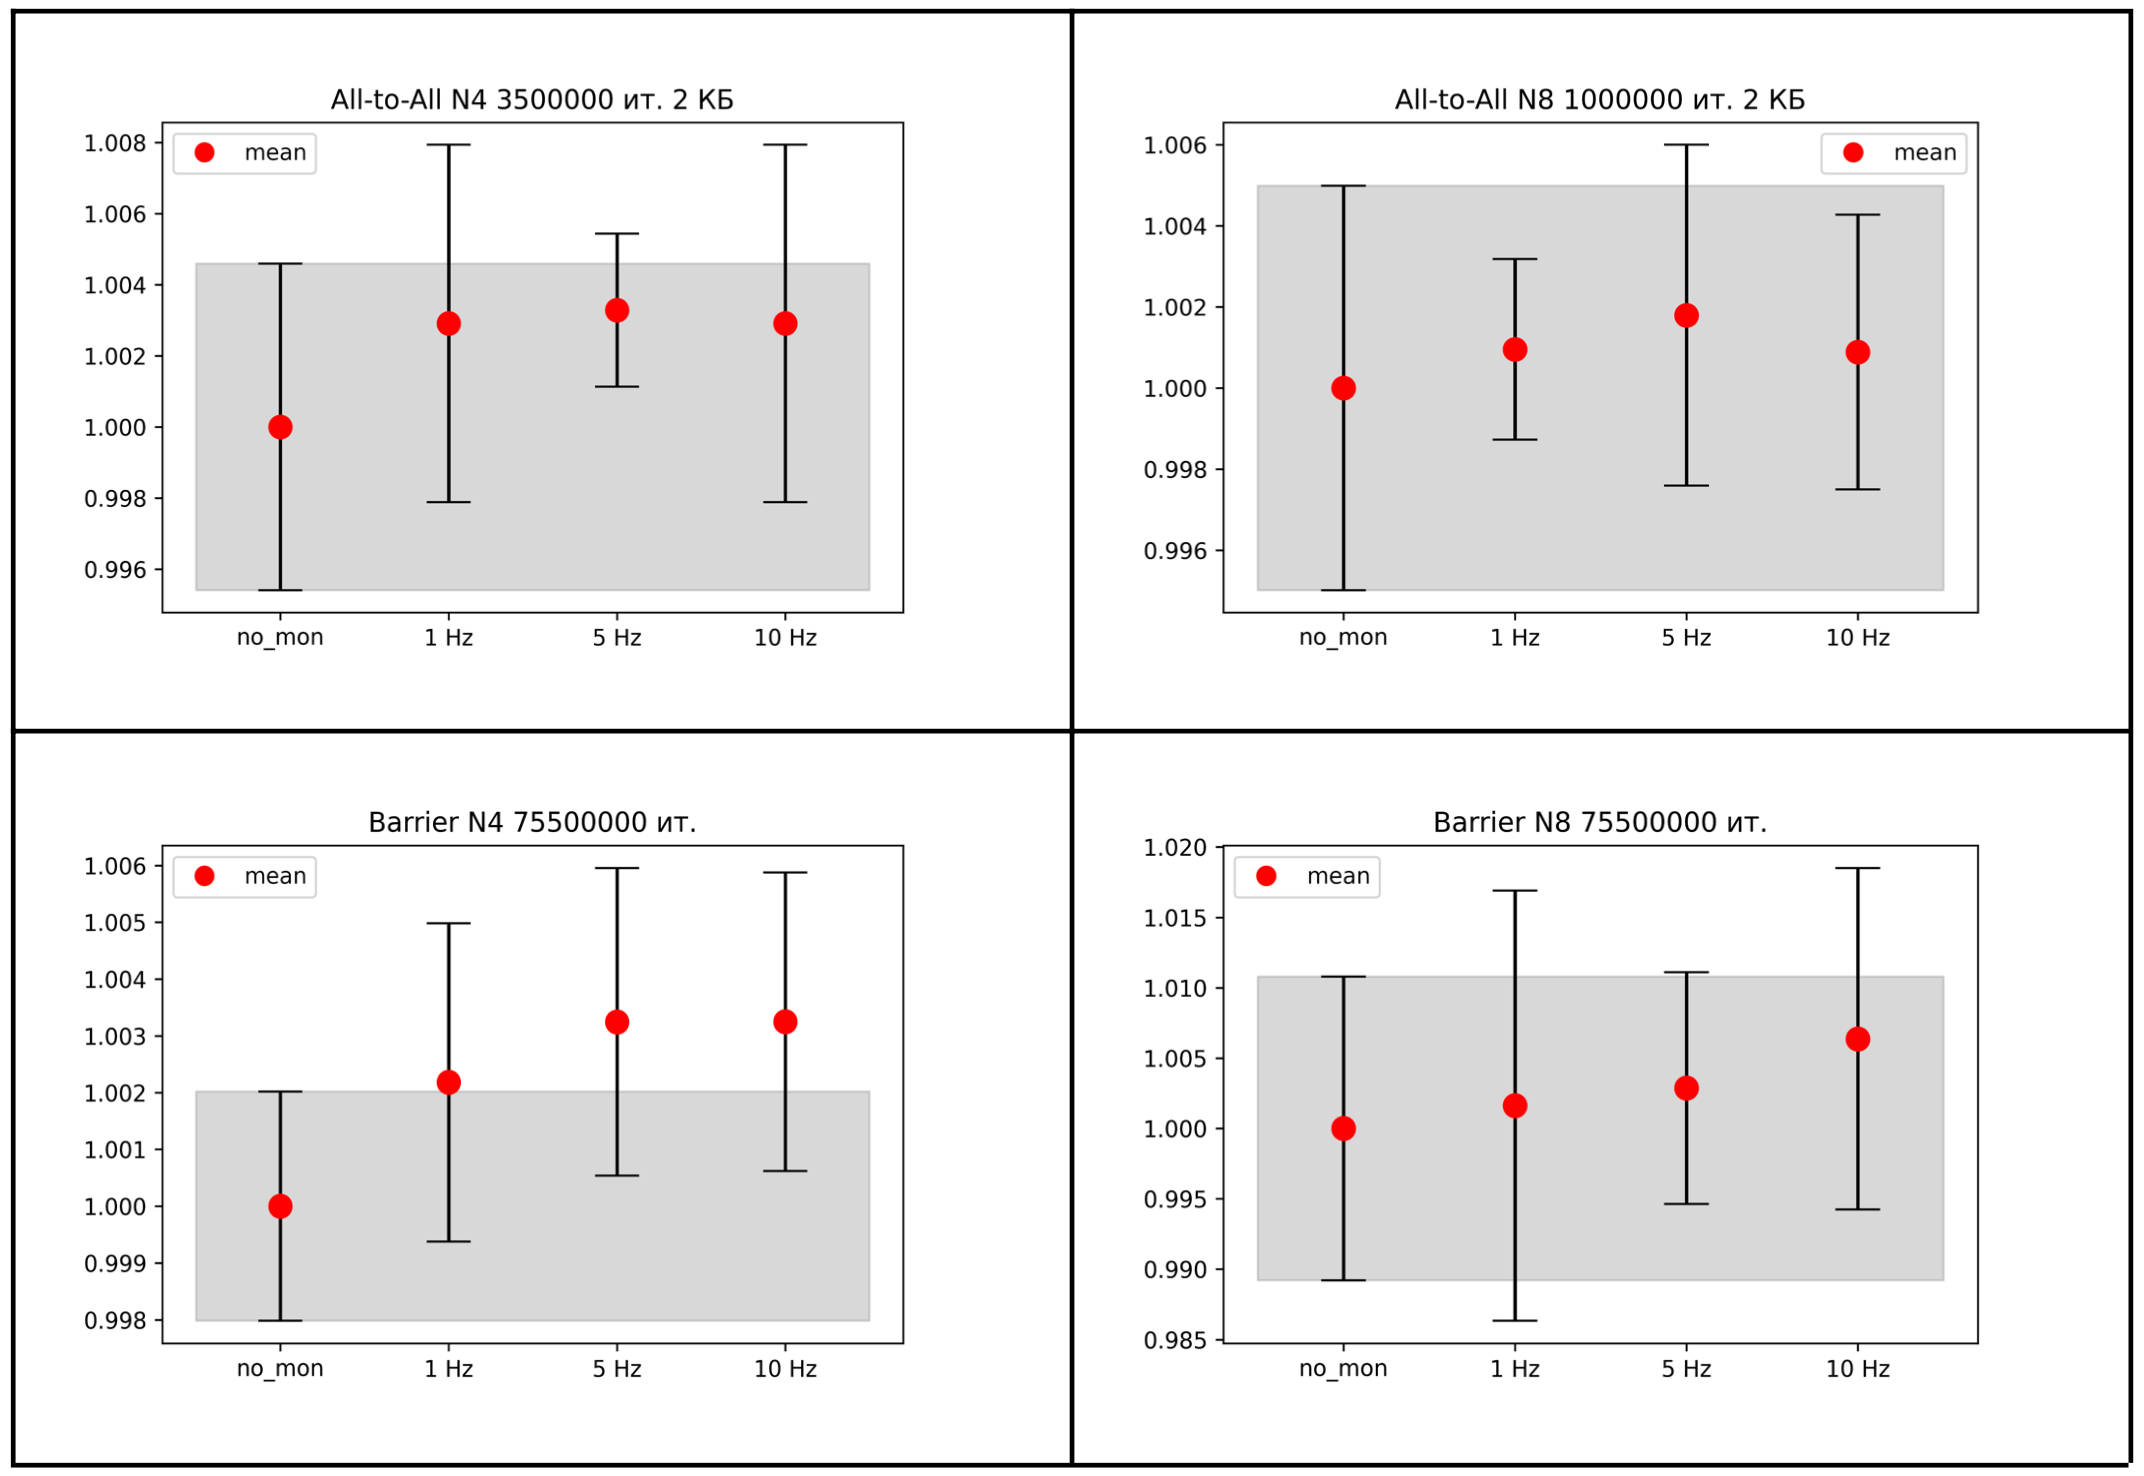 All-to-All N4 3500000 ит. 2 КБ
mean
1.008
1.006
1.004
1.002
1.000
0.998
0.996
no_mon 1 Hz 5 Hz 10 Hz
All-to-All N8 1000000 ит. 2 КБ
mean
1.006
1.004
1.002
1.000
0.998
0.996
no_mon 1 Hz 5 Hz 10 Hz
Barrier N4 75500000 ит.
mean
1.006
1.005
1.004
1.003
1.002
1.001
1.000
0.999
0.998
no_mon 1 Hz 5 Hz 10 Hz
Barrier N8 75500000 ит.
mean
1.020
1.015
1.010
1.005
1.000
0.995
0.990
0.985
no_mon 1 Hz 5 Hz 10 Hz